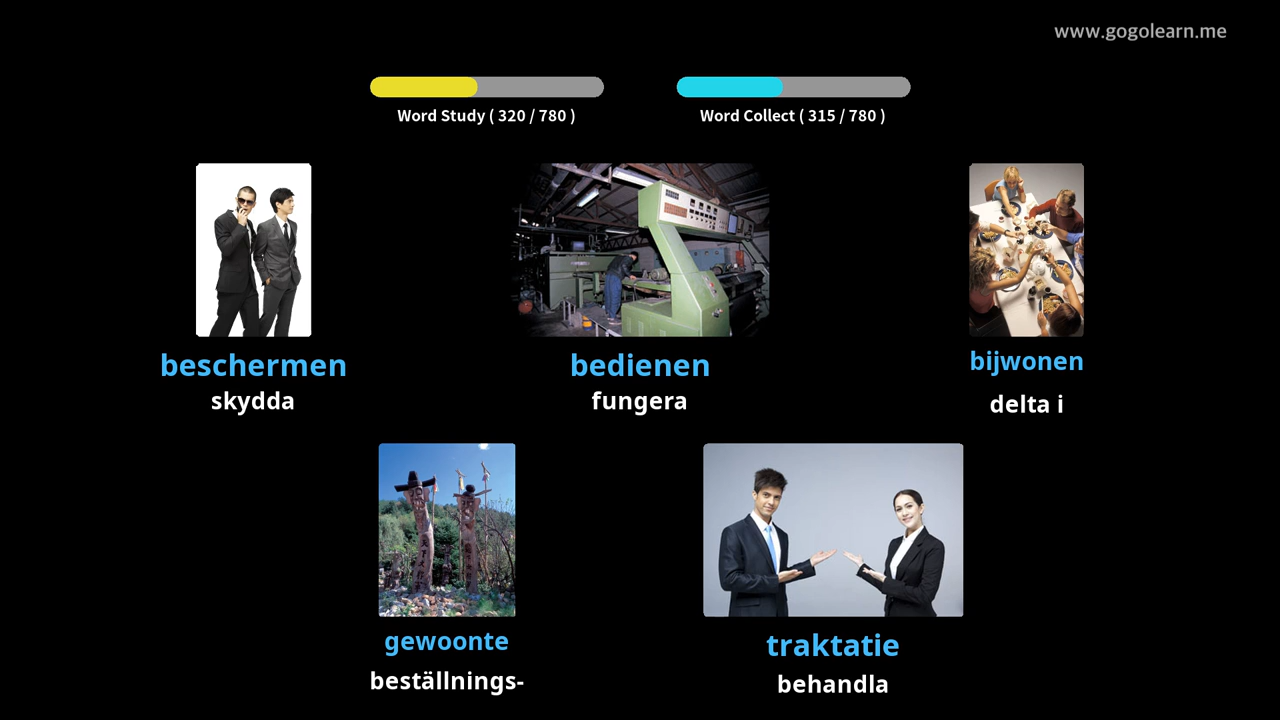 www.gogolearn.me
Word Study ( 320 / 780 )
Word Collect ( 315 / 780 )
beschermen
skydda
bedienen
fungera
bijwonen
delta i
gewoonte
beställnings-
traktatie
behandla